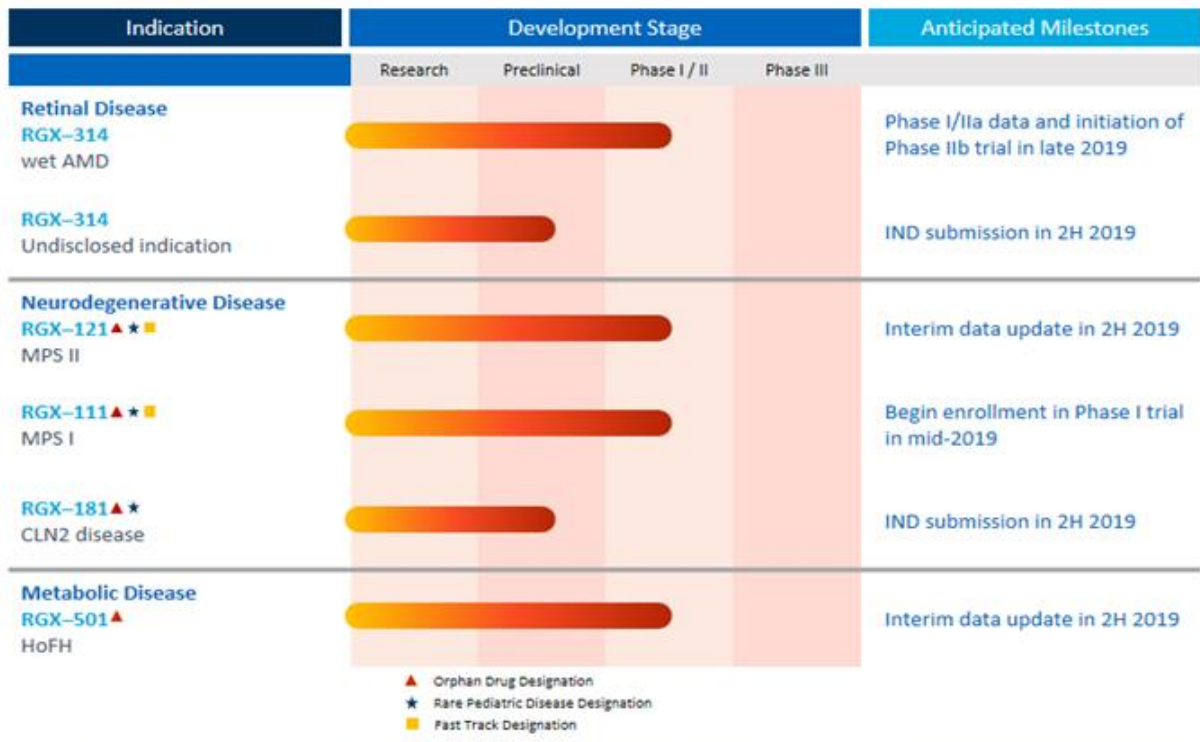 Indication
Development Stage
Anticipated Milestones
Research
Preclinical
Phase I / II
Phase III
Retinal Disease
RGX–314
wet AMD
Phase I/IIa data and initiation of
Phase IIb trial in late 2019
RGX–314
Undisclosed indication
IND submission in 2H 2019
Neurodegenerative Disease
RGX–121▲★■
MPS II
Interim data update in 2H 2019
RGX–111▲★■
MPS I
Begin enrollment in Phase I trial
in mid-2019
RGX–181▲★
CLN2 disease
IND submission in 2H 2019
Metabolic Disease
RGX–501▲
HoFH
Interim data update in 2H 2019
▲ Orphan Drug Designation
★ Rare Pediatric Disease Designation
■ Fast Track Designation